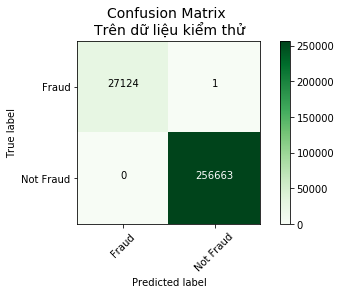 Confusion Matrix
Trên dữ liệu kiểm thử
True label
Fraud
27124
1
Not Fraud
0
256663
Fraud
Not Fraud
Predicted label
250000
200000
150000
100000
50000
0